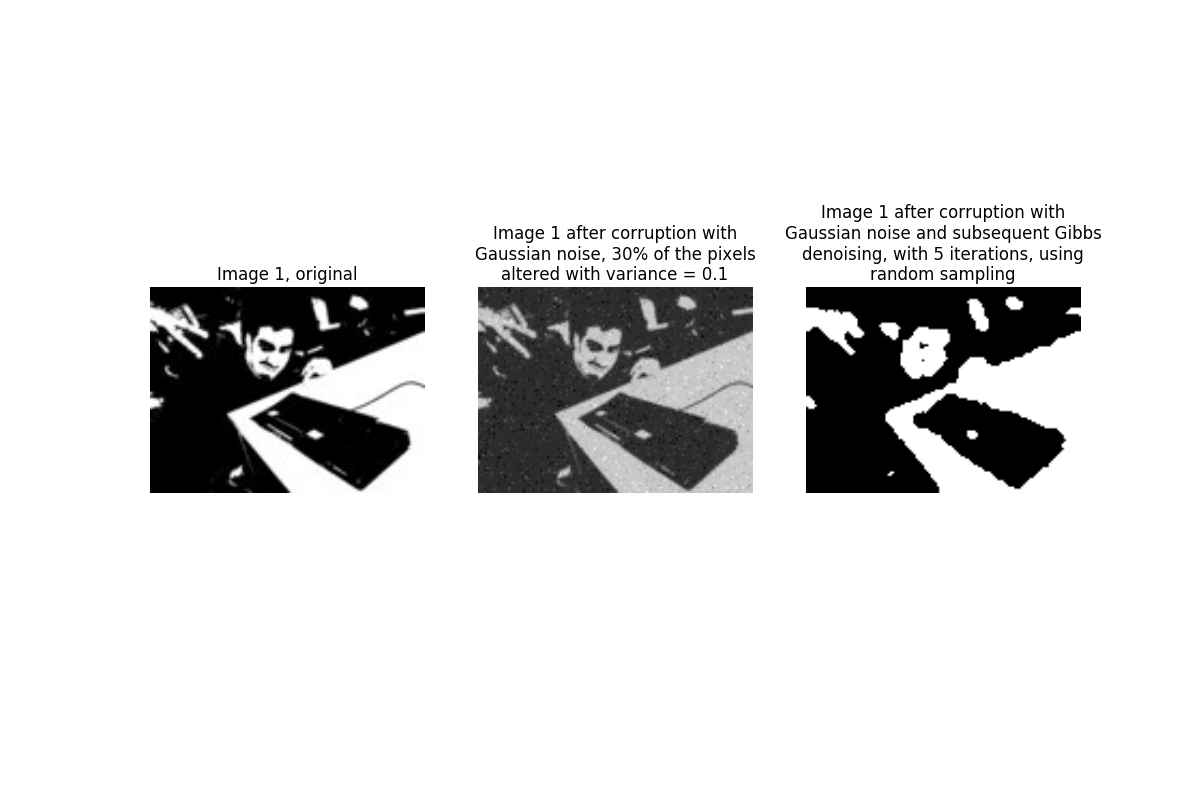 Image 1, original
Image 1 after corruption with
Gaussian noise, 30% of the pixels
altered with variance = 0.1
Image 1 after corruption with
Gaussian noise and subsequent Gibbs
denoising, with 5 iterations, using
random sampling